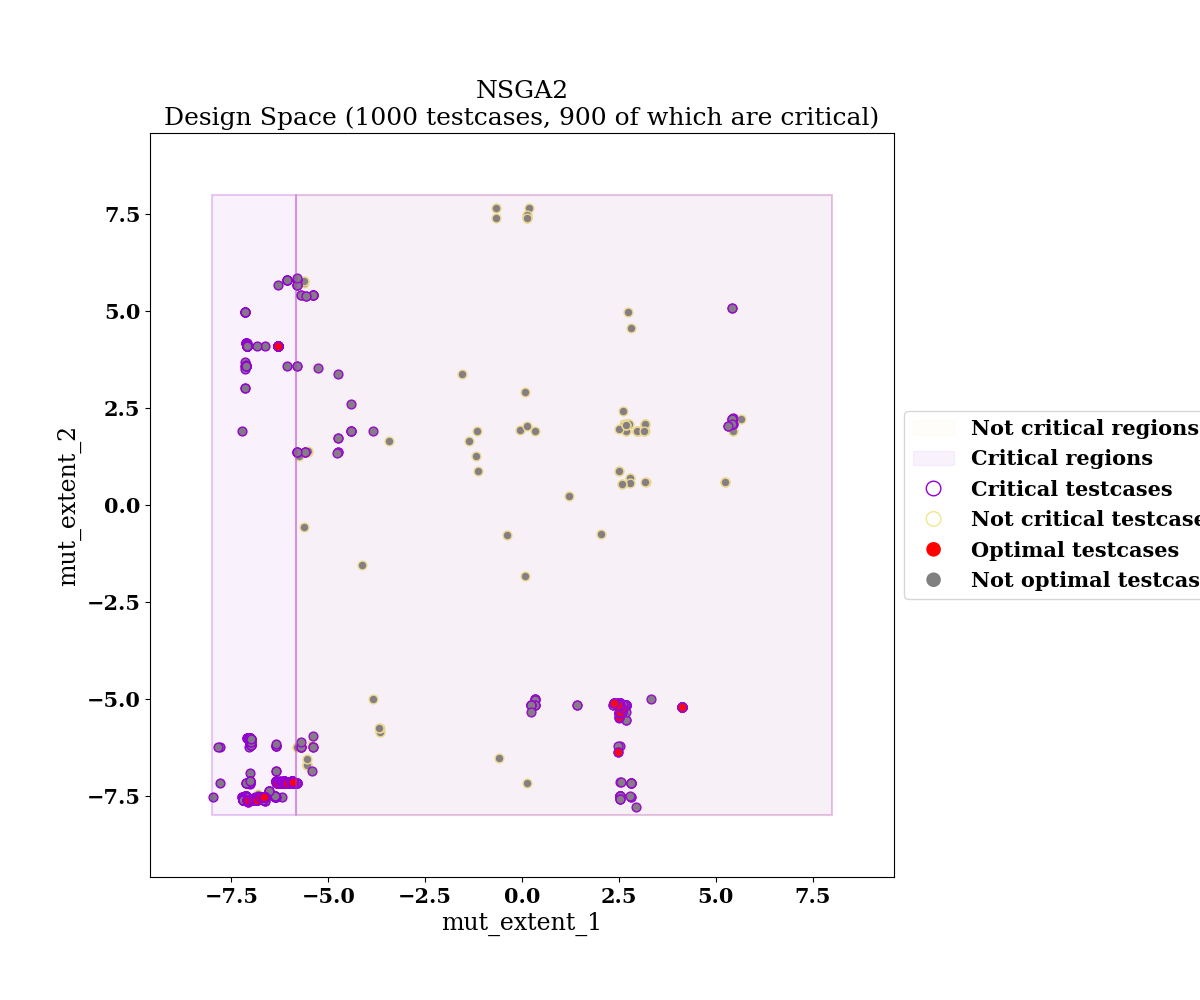 NSGA2
Design Space (1000 testcases, 900 of which are critical)
7.5
5.0
2.5
0.0
−2.5
−5.0
−7.5
mut_extent_2
−7.5
−5.0
−2.5
0.0
2.5
5.0
7.5
mut_extent_1
Not critical regions
Critical regions
Critical testcases
Not critical testcase
Optimal testcases
Not optimal testcas